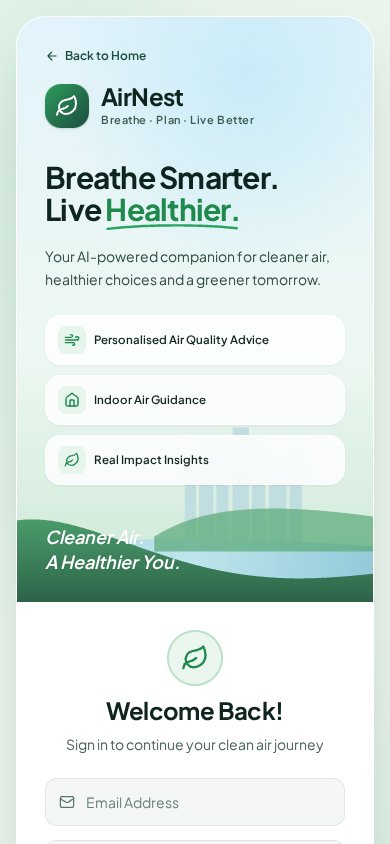 Back to Home
AirNest
Breathe · Plan · Live Better
Breathe Smarter.
Live Healthier.
Your AI-powered companion for cleaner air,
healthier choices and a greener tomorrow.
Personalised Air Quality Advice
Indoor Air Guidance
Real Impact Insights
Cleaner Air.
A Healthier You.
Welcome Back!
Sign in to continue your clean air journey
Email Address